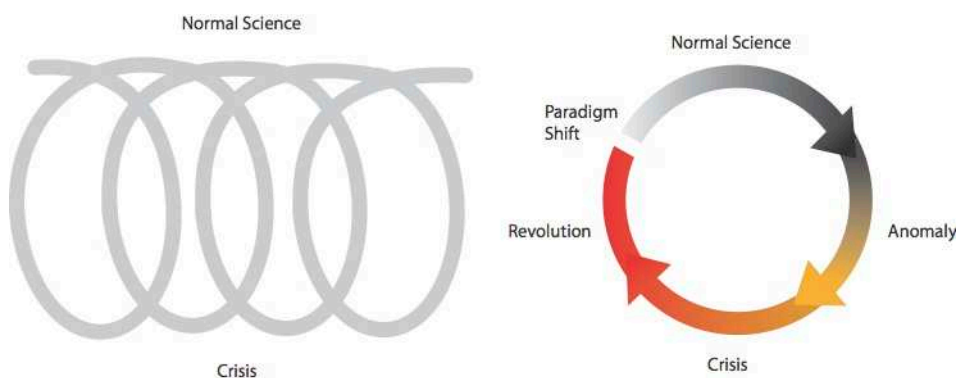 Normal Science
Crisis
Normal Science
Paradigm
Shift
Revolution
Anomaly
Crisis